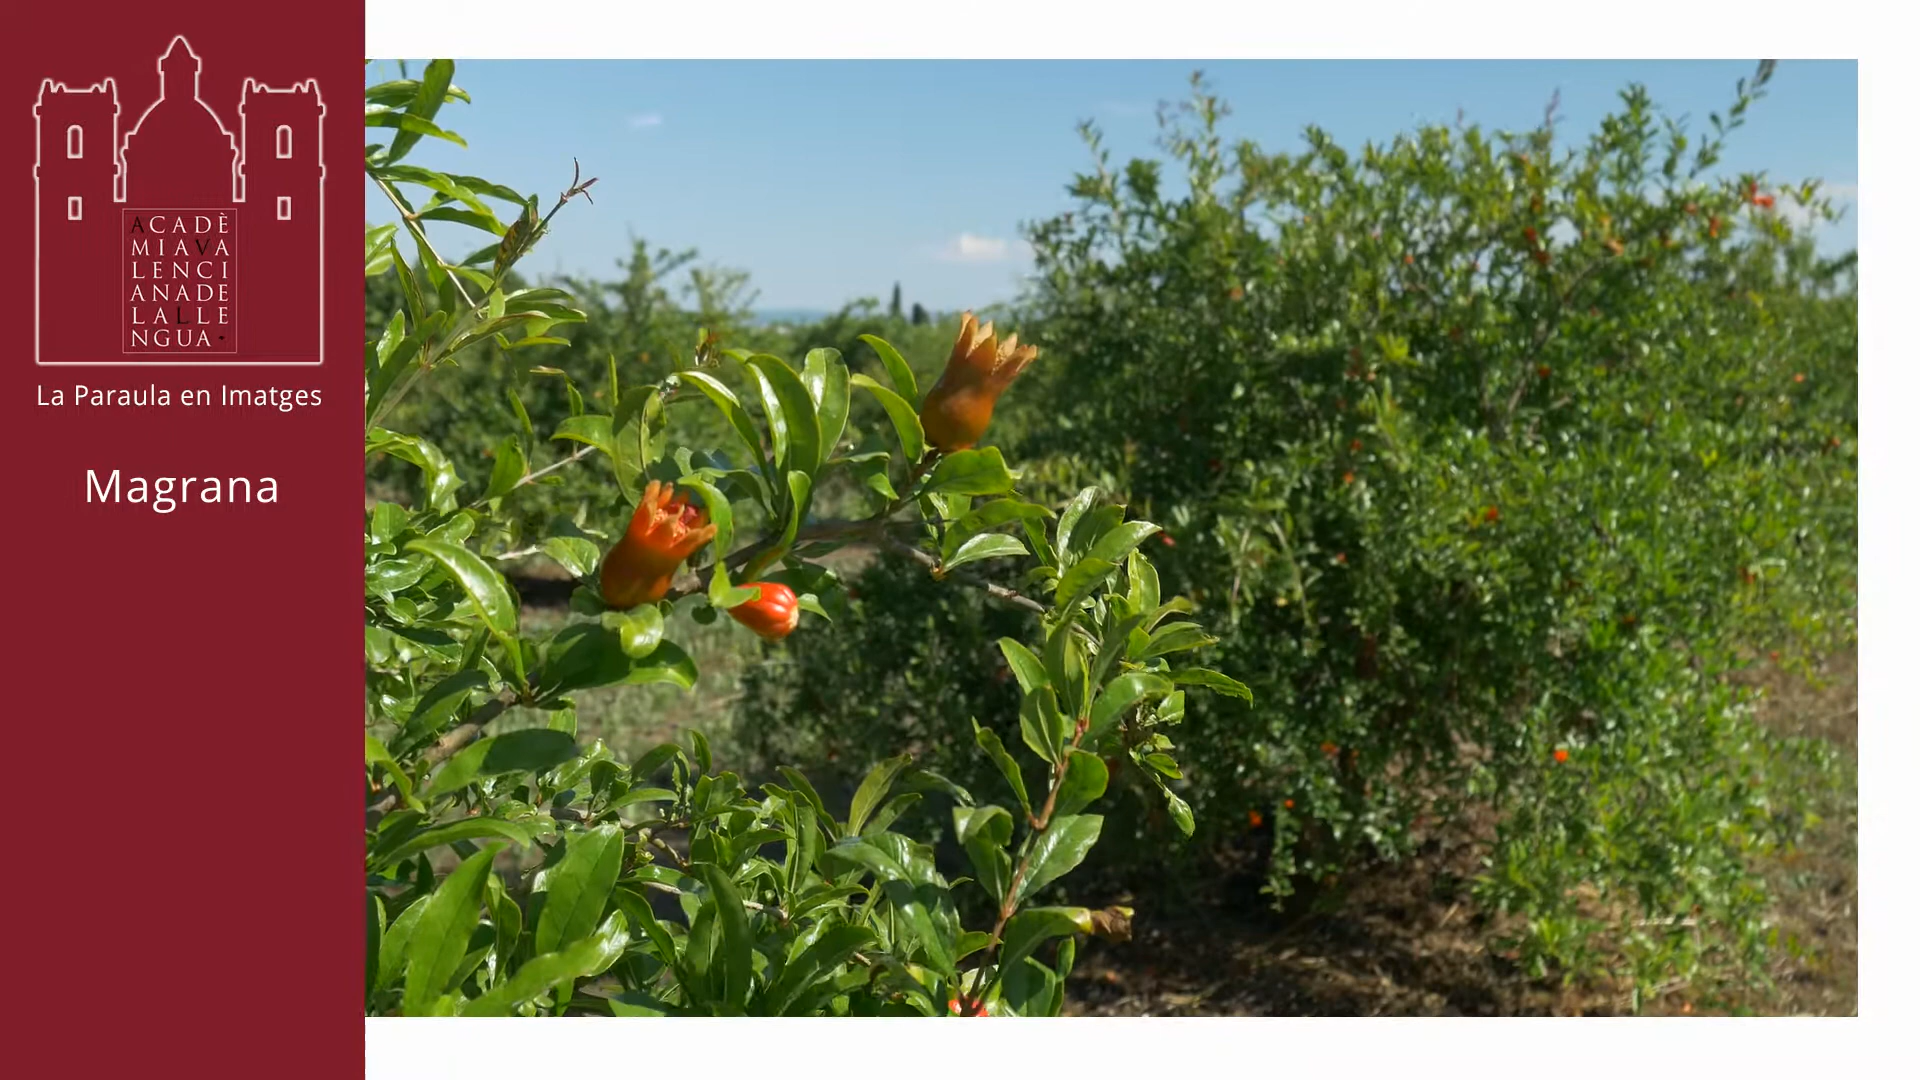 ACADÈ
MIAVA
LENCI
ANADE
LALLE
NGUA·
La Paraula en Imatges
Magrana